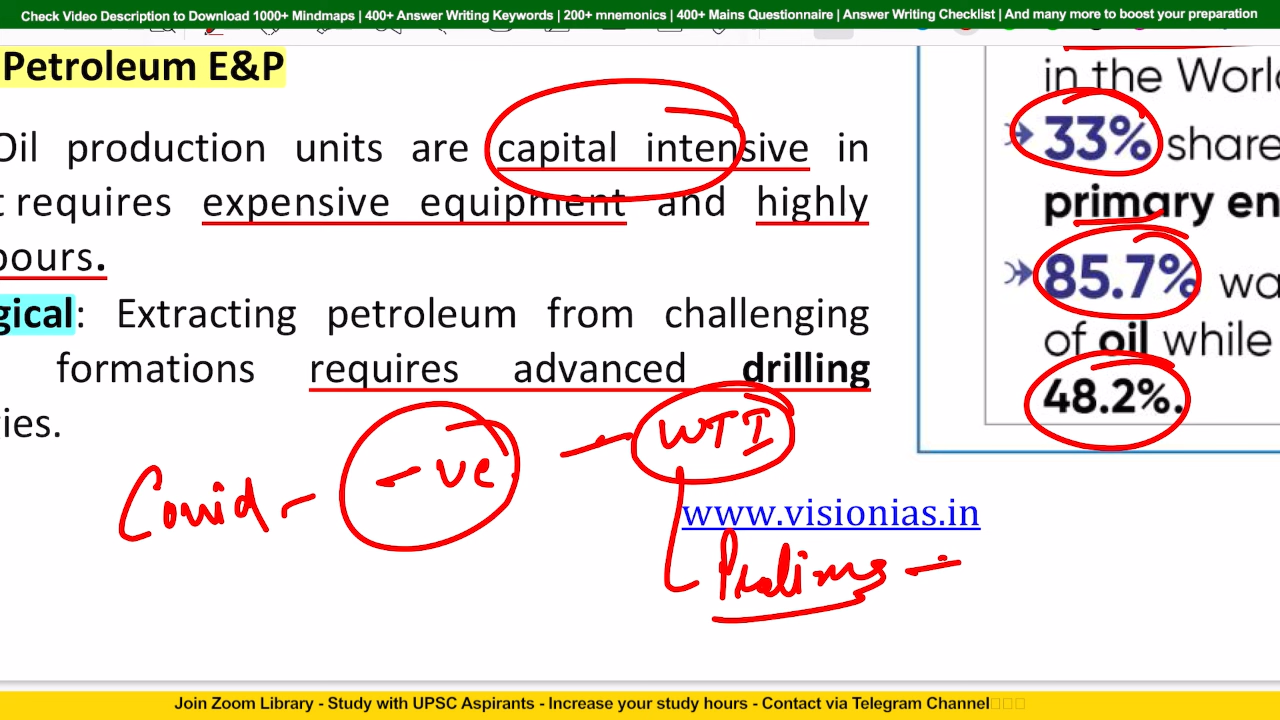 Check Video Description to Download 1000+ Mindmaps | 400+ Answer Writing Keywords | 200+ mnemonics | 400+ Mains Questionnaire | Answer Writing Checklist | And many more to boost your preparation
Petroleum E&P
Oil production units are capital intensive in
requires expensive equipment and highly
bours.
gical: Extracting petroleum from challenging
formations requires advanced drilling
ies.
Covid - -ve - WTI
www.visionias.in
Prelims -
in the World
33% share
primary en
85.7% wa
of oil while
48.2%.
Join Zoom Library - Study with UPSC Aspirants - Increase your study hours - Contact via Telegram Channel